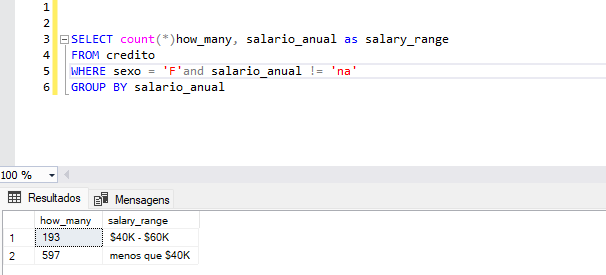 1
2
3 SELECT count(*)how_many, salario_anual as salary_range
4 FROM credito
5 WHERE sexo = 'F'and salario_anual != 'na'
6 GROUP BY salario_anual
100 %
Resultados Mensagens
how_many salary_range
1 193 $40K - $60K
2 597 menos que $40K